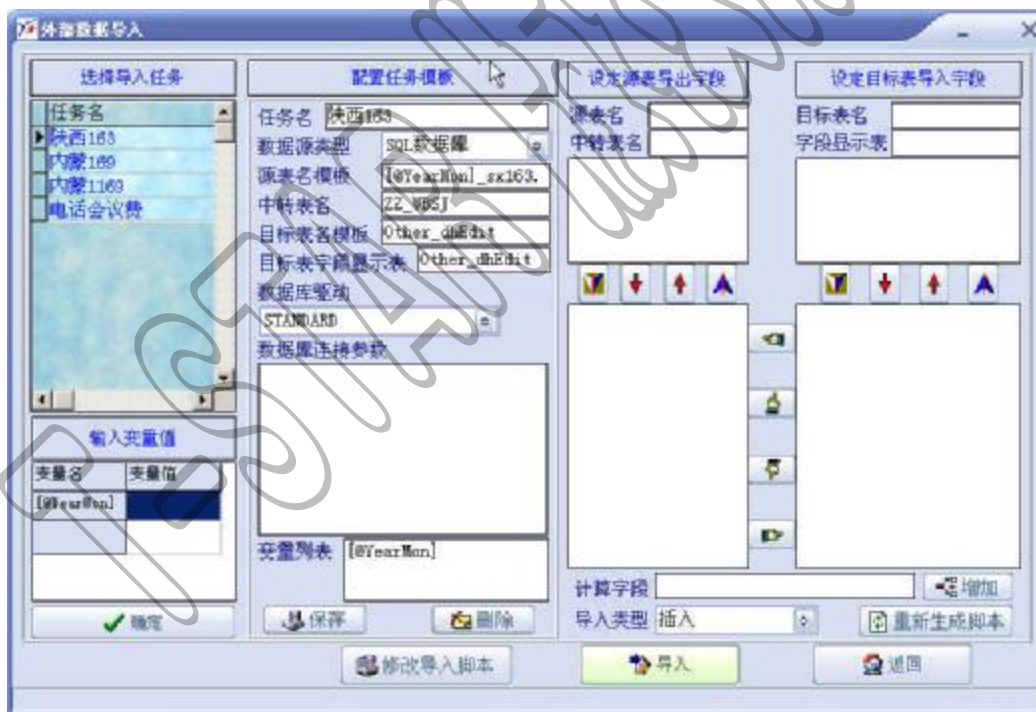 外部数据导入
选择导入任务
任务名
陕西163
内蒙169
内蒙1169
电话会议费
输入变量值
变量名 变量值
[@YearMon]
确定
配置任务模板
任务名 陕西163
数据源类型 SQL数据库
源表名模板 [@YearMon]_sx163.
中转表名 ZZ_WBSJ
目标表名模板 Other_dhEdit
目标表字段显示表 Other_dhEdit
数据库驱动
STANDARD
数据库连接参数
变量列表 [@YearMon]
保存 删除
设定源表导出字段
源表名
中转表名
设定目标表导入字段
目标表名
字段显示表
计算字段 增加
导入类型 插入 重新生成脚本
修改导入脚本 导入 返回